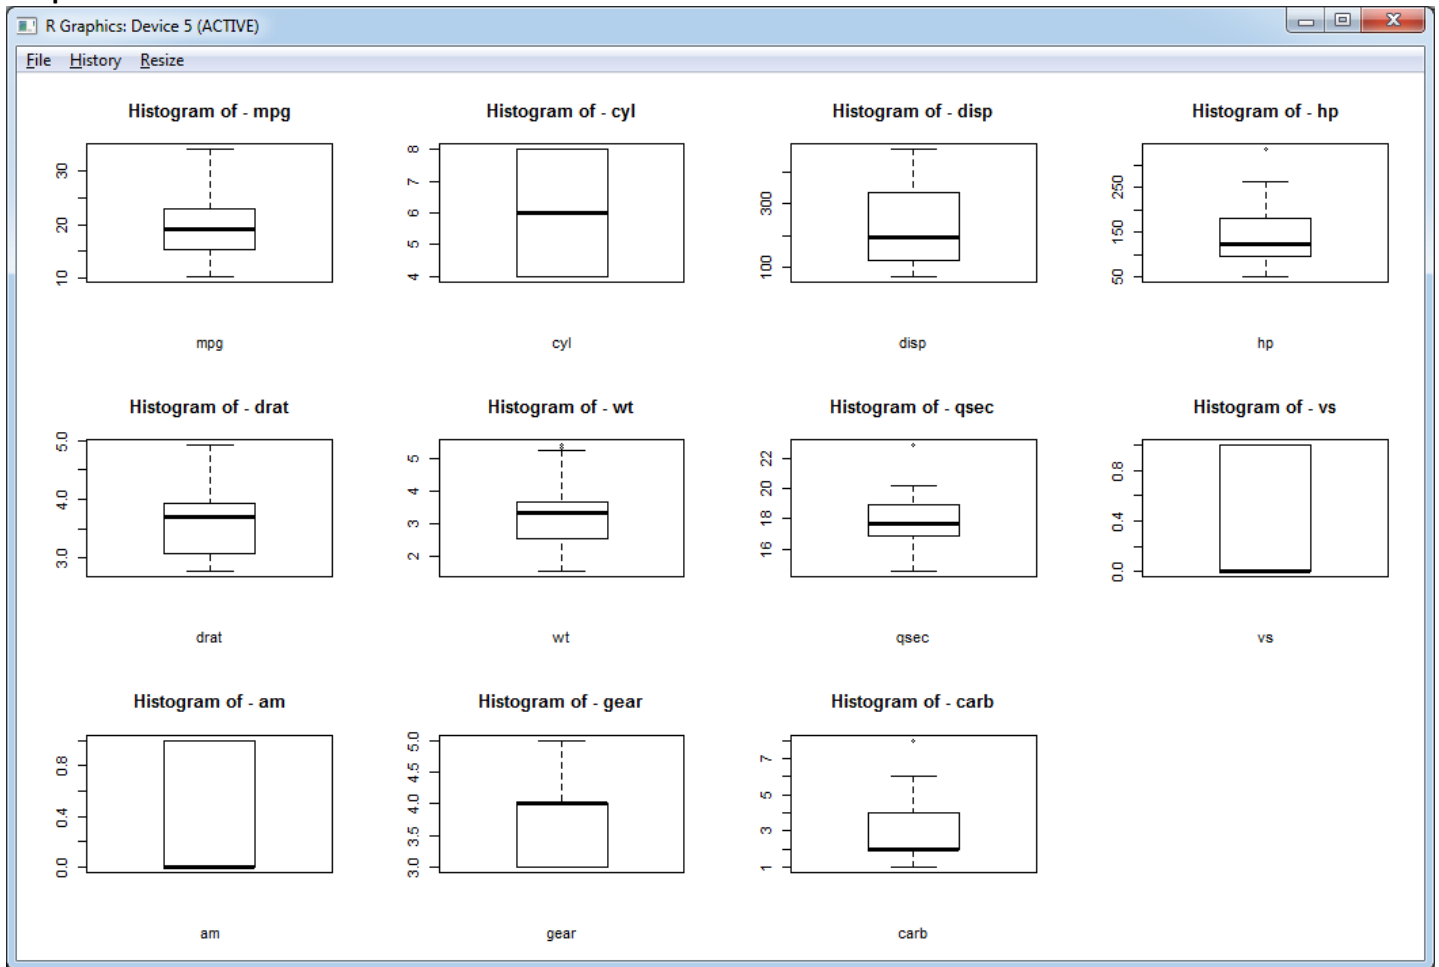 R Graphics: Device 5 (ACTIVE)
File History Resize
Histogram of - mpg
30
20
10
mpg
Histogram of - cyl
8
7
6
5
4
cyl
Histogram of - disp
300
100
disp
Histogram of - hp
250
150
50
hp
Histogram of - drat
5.0
4.0
3.0
drat
Histogram of - wt
5
4
3
2
wt
Histogram of - qsec
22
20
18
16
qsec
Histogram of - vs
0.8
0.4
0.0
vs
Histogram of - am
0.8
0.4
0.0
am
Histogram of - gear
5.0
4.5
4.0
3.5
3.0
gear
Histogram of - carb
7
5
3
1
carb